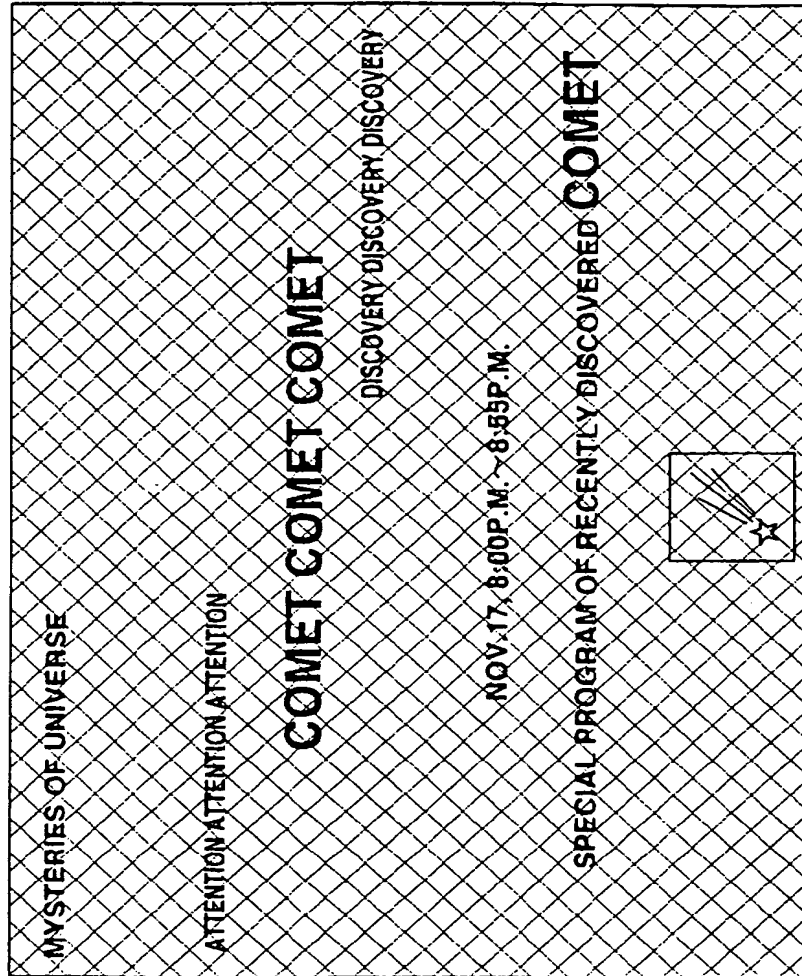 MYSTERIES OF UNIVERSE
ATTENTION ATTENTION ATTENTION
COMET COMET COMET
DISCOVERY DISCOVERY DISCOVERY
NOV. 17, 8:00P.M.~8:55P.M.
SPECIAL PROGRAM OF RECENTLY DISCOVERED COMET